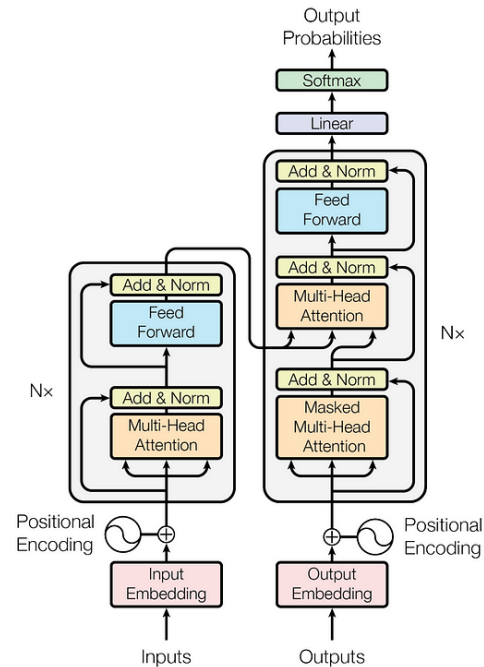 Output
Probabilities
Softmax
Linear
Add & Norm
Feed
Forward
Add & Norm
Multi-Head
Attention
Add & Norm
Masked
Multi-Head
Attention
N×
Add & Norm
Feed
Forward
Add & Norm
Multi-Head
Attention
N×
Positional
Encoding
Positional
Encoding
Input
Embedding
Output
Embedding
Inputs
Outputs